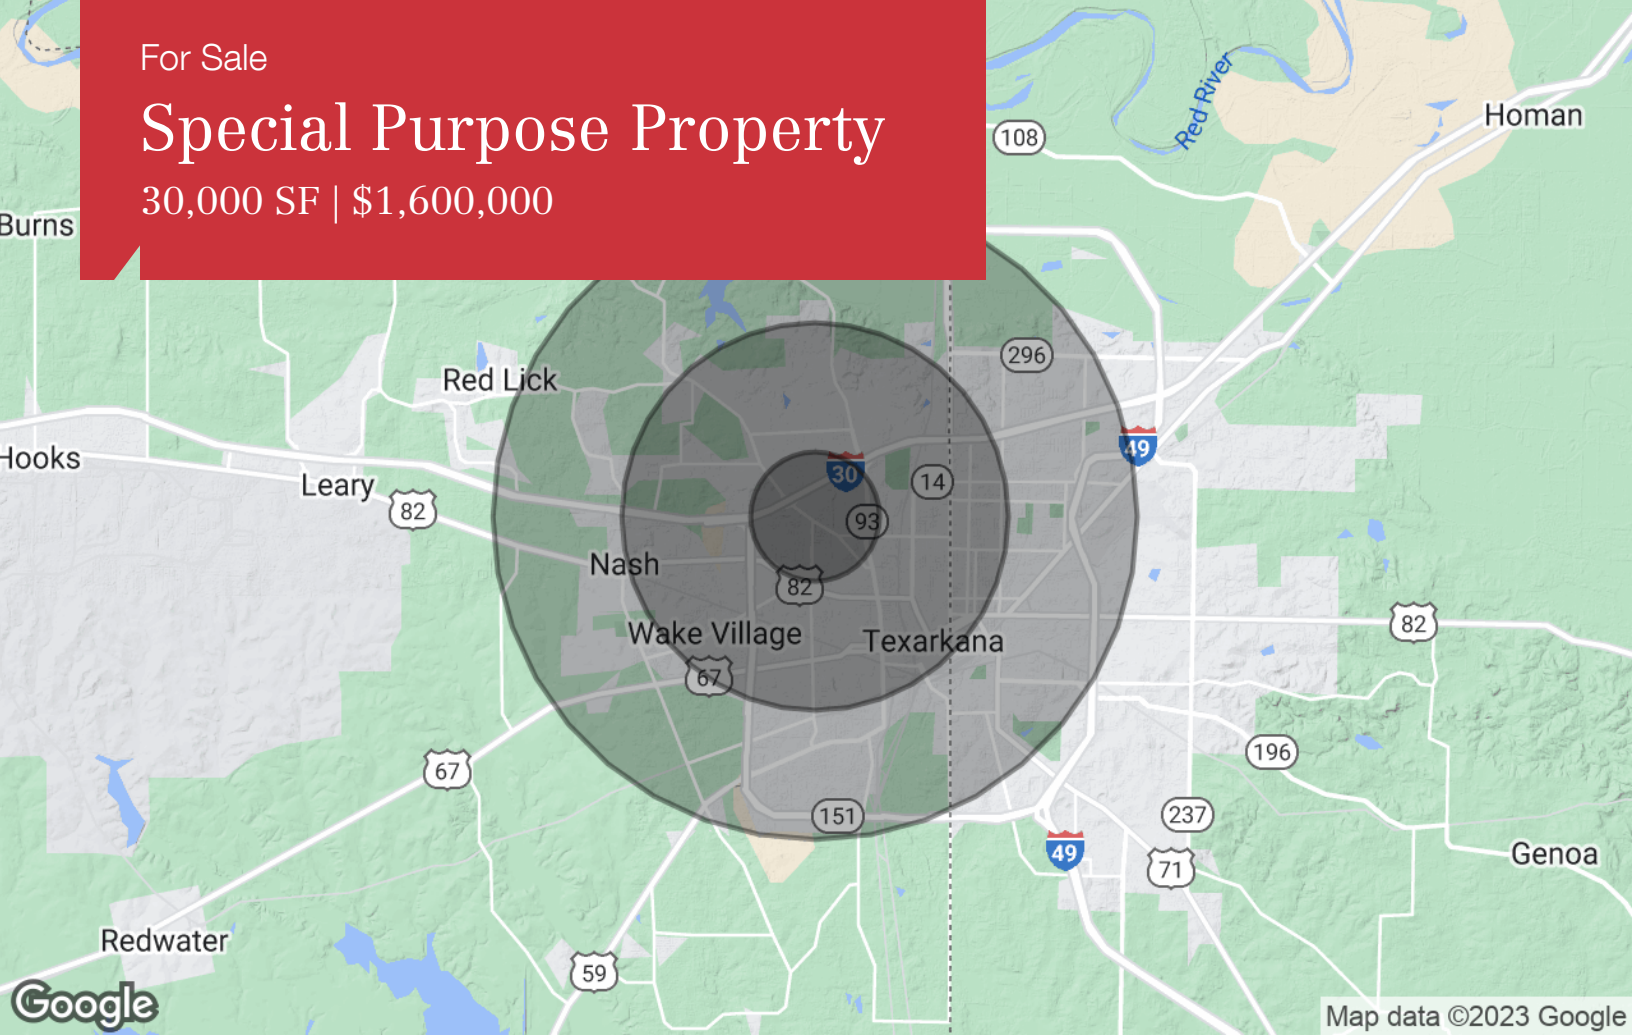 For Sale
Special Purpose Property
30,000 SF | $1,600,000
Red River
108
Homan
Burns
296
Red Lick
49
Hooks
30
14
Leary
82
93
Nash
82
Wake Village
Texarkana
82
67
67
196
151
237
49
71
Genoa
Redwater
59
Google
Map data ©2023 Google